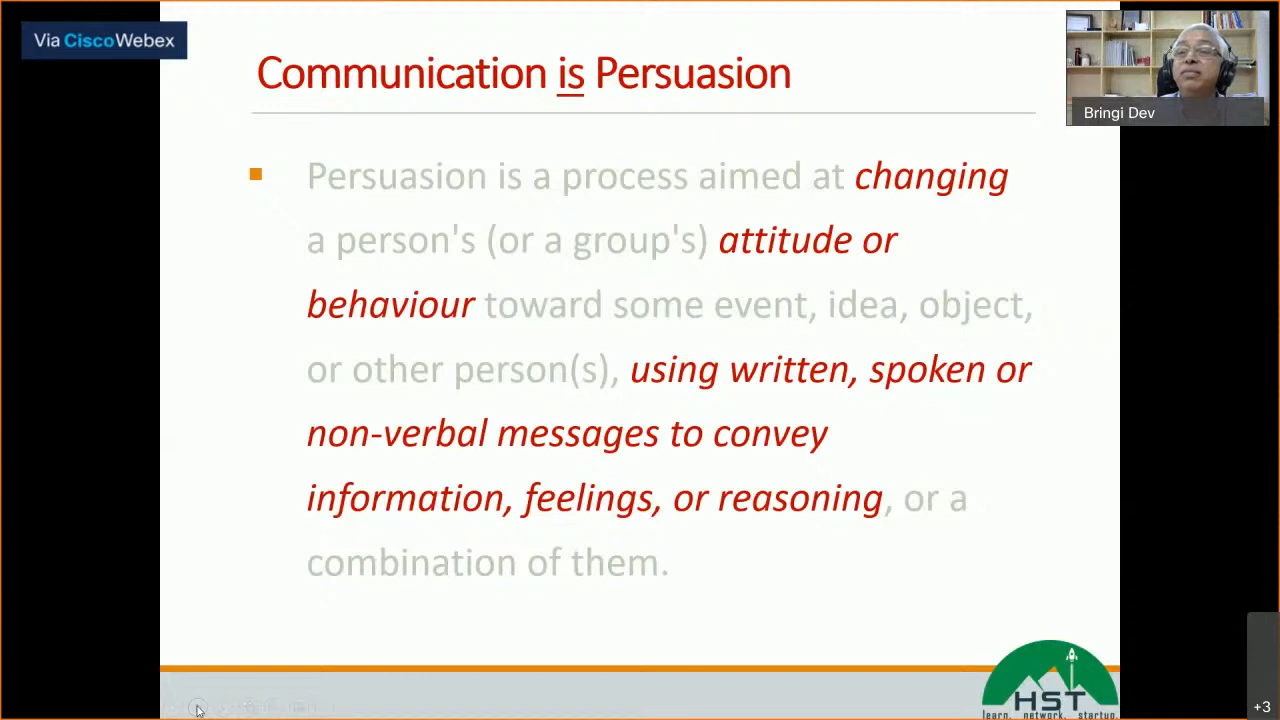 Via Cisco Webex
Communication is Persuasion
Bringi Dev
Persuasion is a process aimed at changing
a person's (or a group's) attitude or
behaviour toward some event, idea, object,
or other person(s), using written, spoken or
non-verbal messages to convey
information, feelings, or reasoning, or a
combination of them.
HST
learn. network. startup.
+3